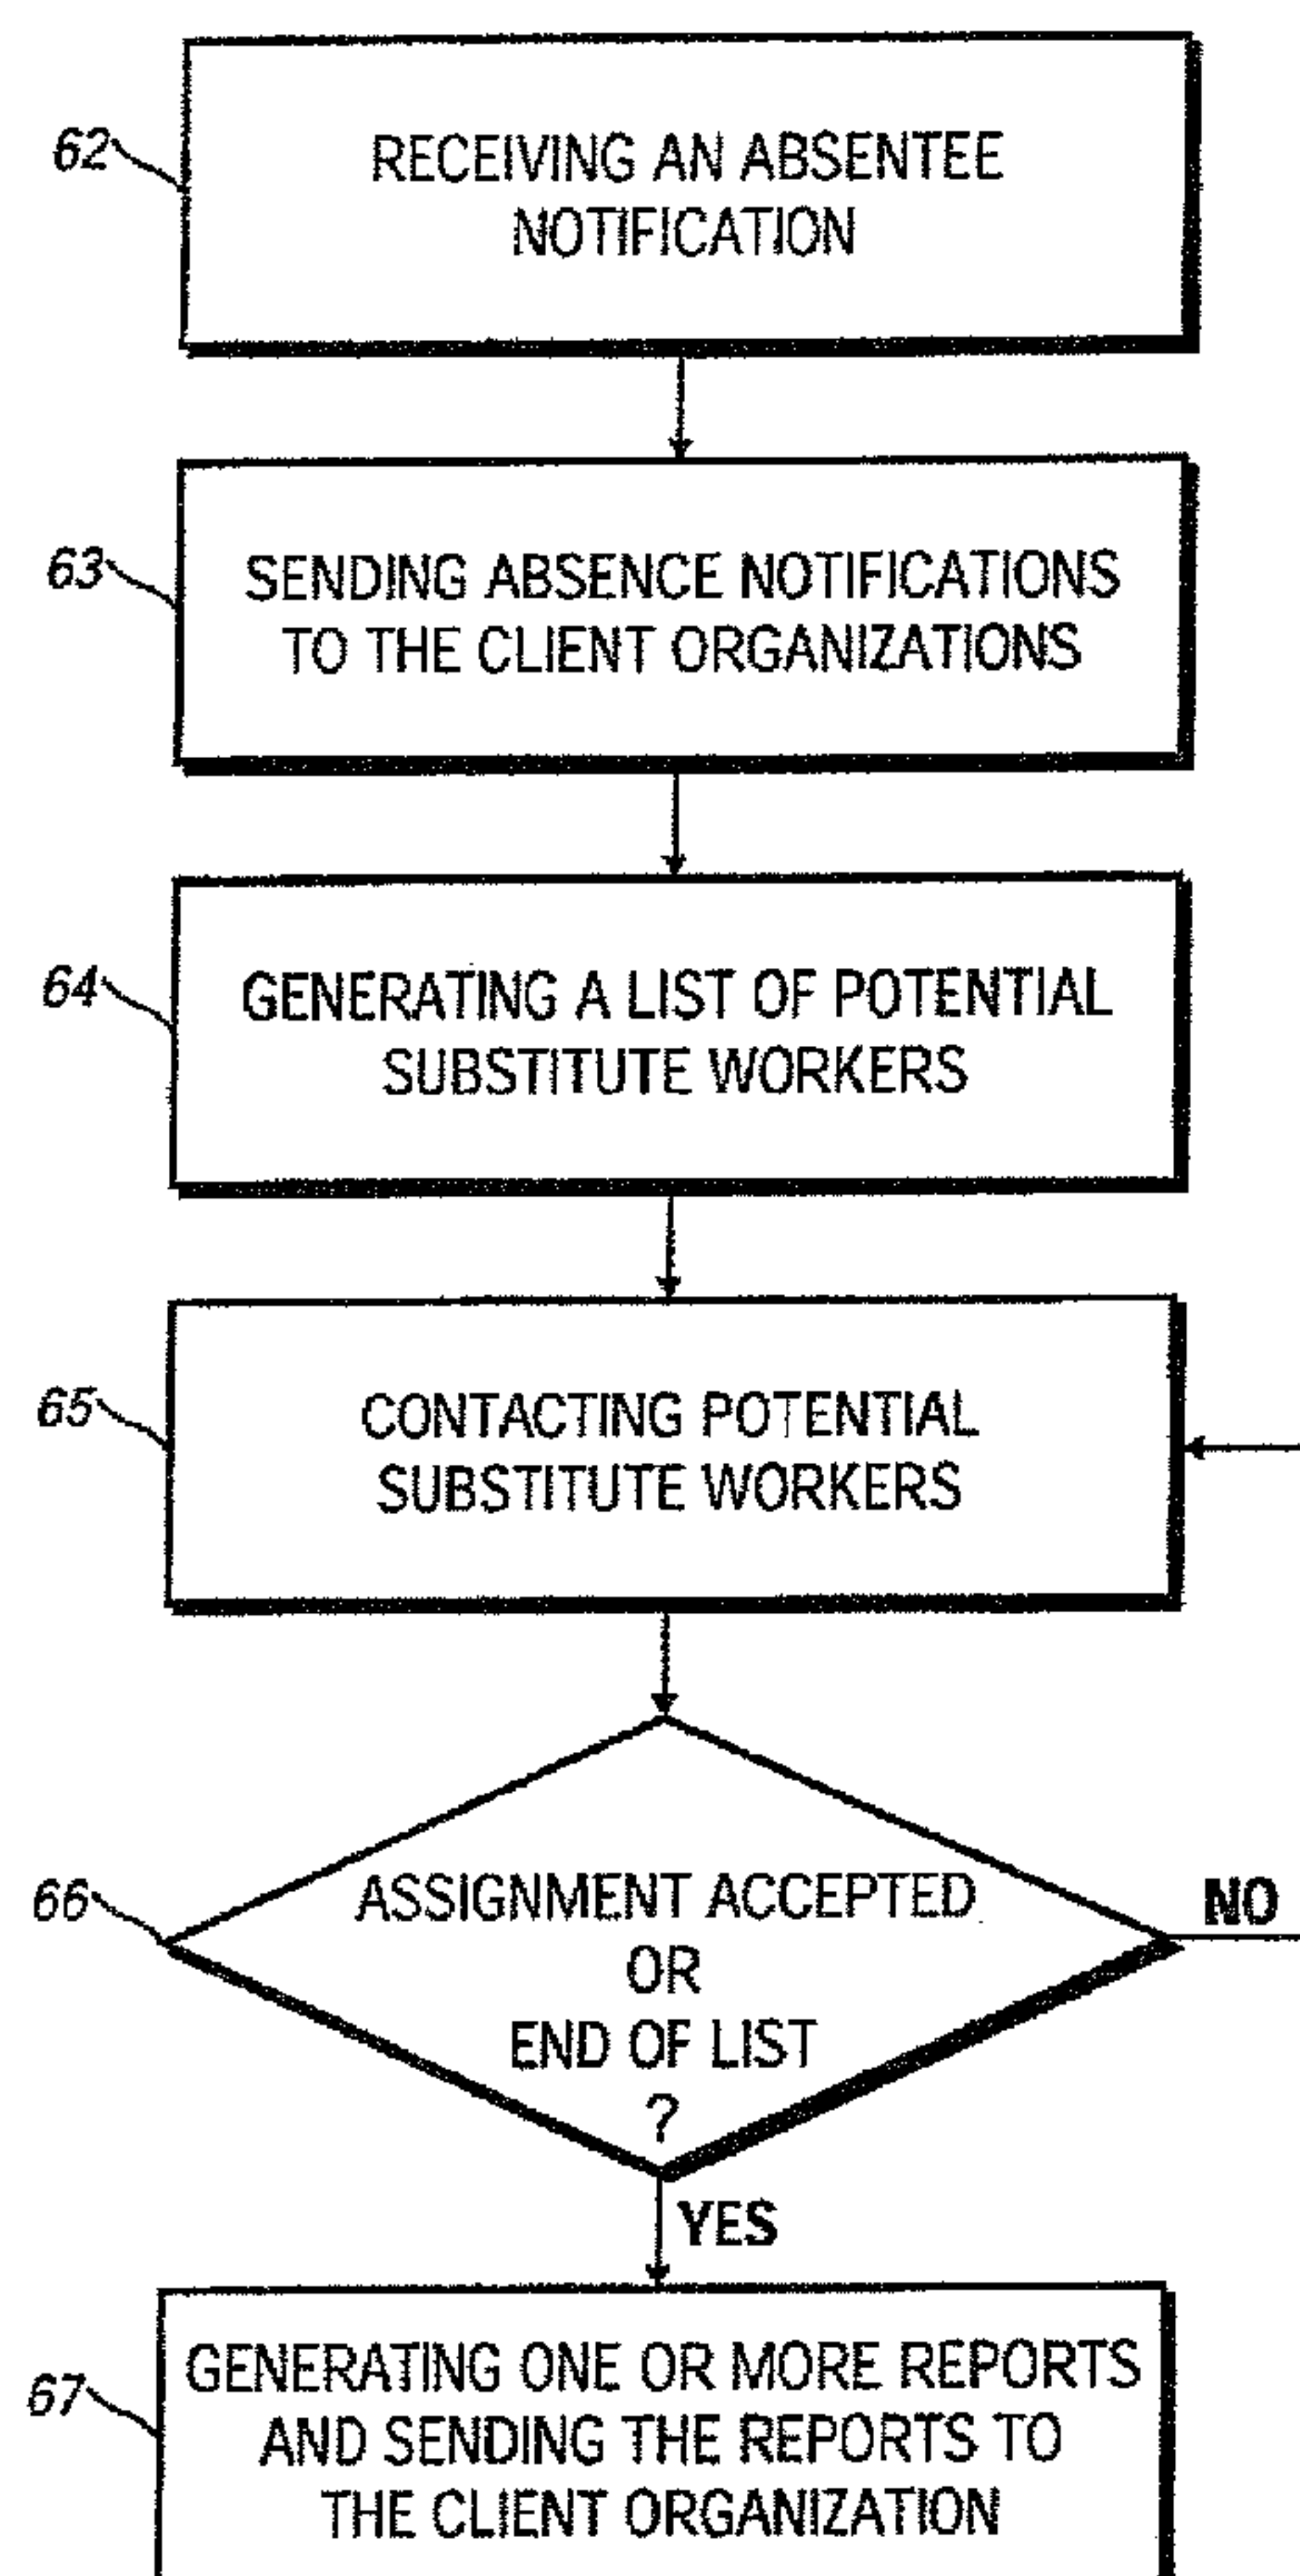 62
RECEIVING AN ABSENTEE
NOTIFICATION
63
SENDING ABSENCE NOTIFICATIONS
TO THE CLIENT ORGANIZATIONS
64
GENERATING A LIST OF POTENTIAL
SUBSTITUTE WORKERS
65
CONTACTING POTENTIAL
SUBSTITUTE WORKERS
66
ASSIGNMENT ACCEPTED
OR
END OF LIST
?
NO
YES
67
GENERATING ONE OR MORE REPORTS
AND SENDING THE REPORTS TO
THE CLIENT ORGANIZATION